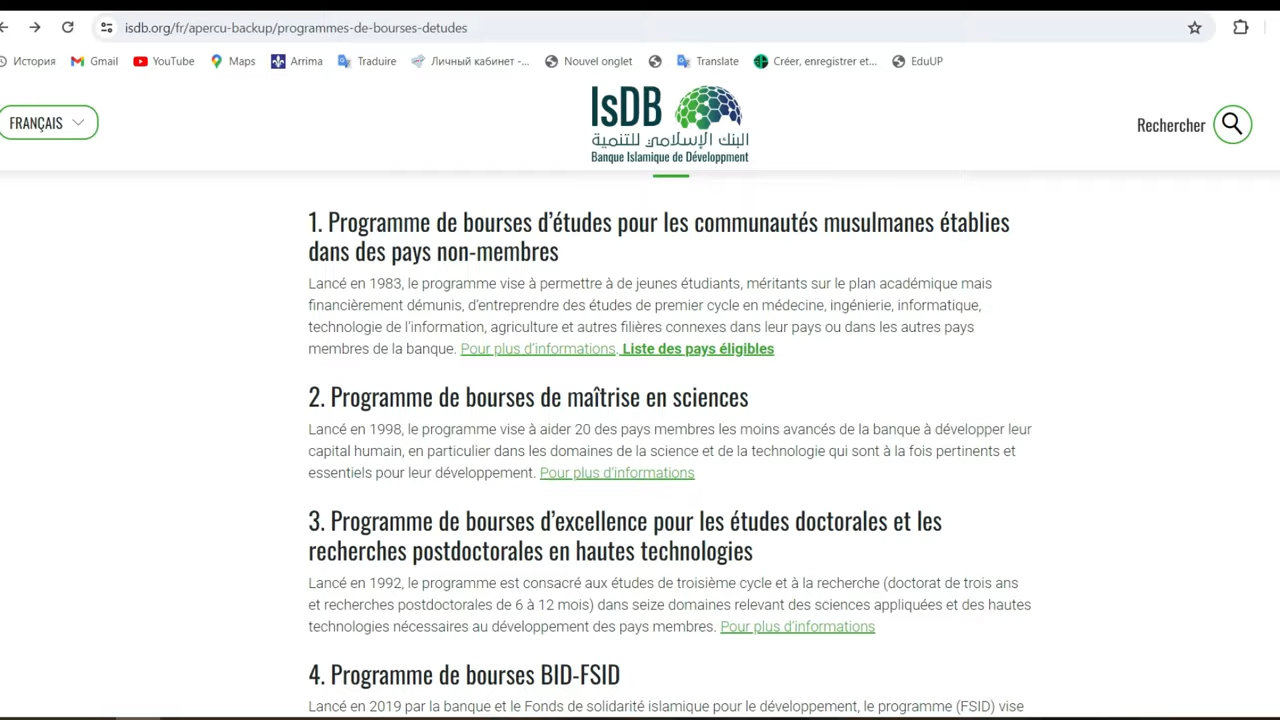 isdb.org/fr/apercu-backup/programmes-de-bourses-detudes
История Gmail YouTube Maps Arrima Traduire Личный кабинет -... Nouvel onglet Translate Créer, enregistrer et... EduUP
FRANÇAIS
IsDB
البنك الإسلامي للتنمية
Banque Islamique de Développment
Rechercher
1. Programme de bourses d’études pour les communautés musulmanes établies
dans des pays non-membres
Lancé en 1983, le programme vise à permettre à de jeunes étudiants, méritants sur le plan académique mais
financièrement démunis, d’entreprendre des études de premier cycle en médecine, ingénierie, informatique,
technologie de l’information, agriculture et autres filières connexes dans leur pays ou dans les autres pays
membres de la banque. Pour plus d’informations. Liste des pays éligibles
2. Programme de bourses de maîtrise en sciences
Lancé en 1998, le programme vise à aider 20 des pays membres les moins avancés de la banque à développer leur
capital humain, en particulier dans les domaines de la science et de la technologie qui sont à la fois pertinents et
essentiels pour leur développement. Pour plus d’informations
3. Programme de bourses d’excellence pour les études doctorales et les
recherches postdoctorales en hautes technologies
Lancé en 1992, le programme est consacré aux études de troisième cycle et à la recherche (doctorat de trois ans
et recherches postdoctorales de 6 à 12 mois) dans seize domaines relevant des sciences appliquées et des hautes
technologies nécessaires au développement des pays membres. Pour plus d’informations
4. Programme de bourses BID-FSID
Lancé en 2019 par la banque et le Fonds de solidarité islamique pour le développement, le programme (FSID) vise